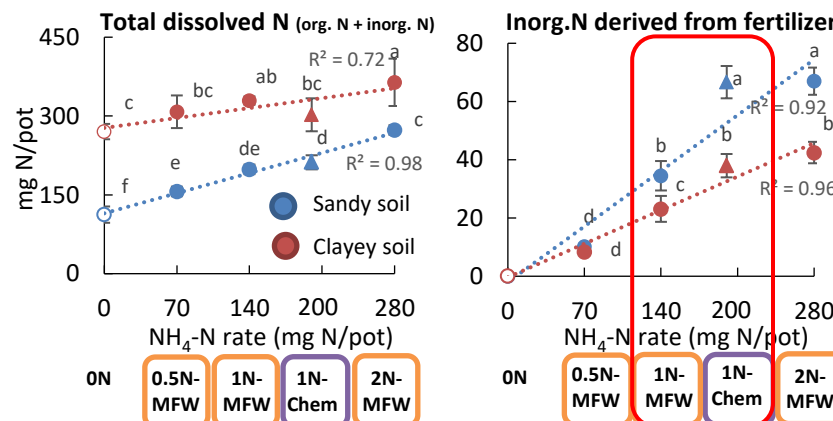 Total dissolved N (org. N + inorg. N)
450
300
150
0
mg N/pot
c
bc
ab
bc
a
R² = 0.72
f
e
de
d
c
R² = 0.98
Sandy soil
Clayey soil
0 70 140 200 280
NH₄-N rate (mg N/pot)
0N
0.5N-
MFW
1N-
MFW
1N-
Chem
2N-
MFW
Inorg.N derived from fertilizer
80
60
40
20
0
a
a
R² = 0.92
b
b
b
c
d
d
R² = 0.96
0 70 140 200 280
NH₄-N rate (mg N/pot)
0N
0.5N-
MFW
1N-
MFW
1N-
Chem
2N-
MFW